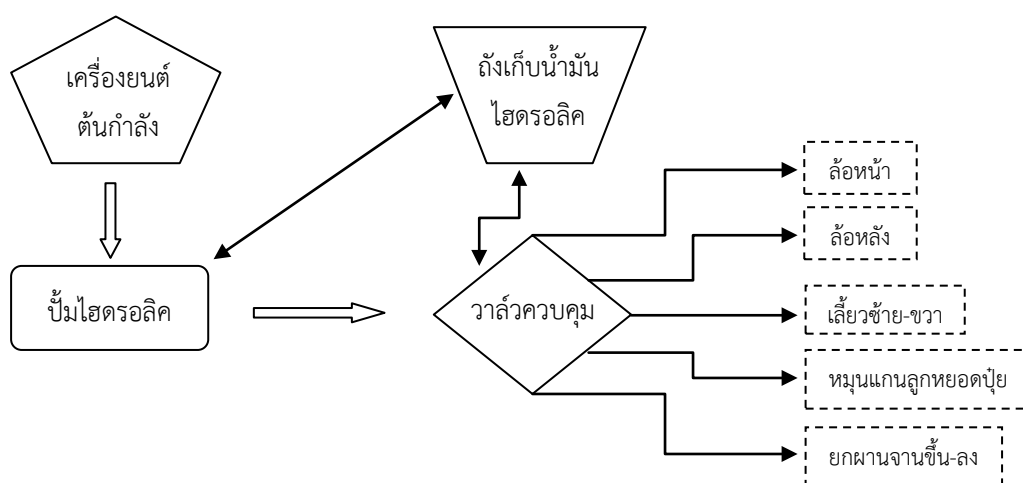 เครื่องยนต์
ต้นกำลัง
ถังเก็บน้ำมัน
ไฮดรอลิค
ปั้มไฮดรอลิค
วาล์วควบคุม
ล้อหน้า
ล้อหลัง
เลี้ยวซ้าย-ขวา
หมุนแกนลูกหยอดปุ๋ย
ยกผานจานขึ้น-ลง